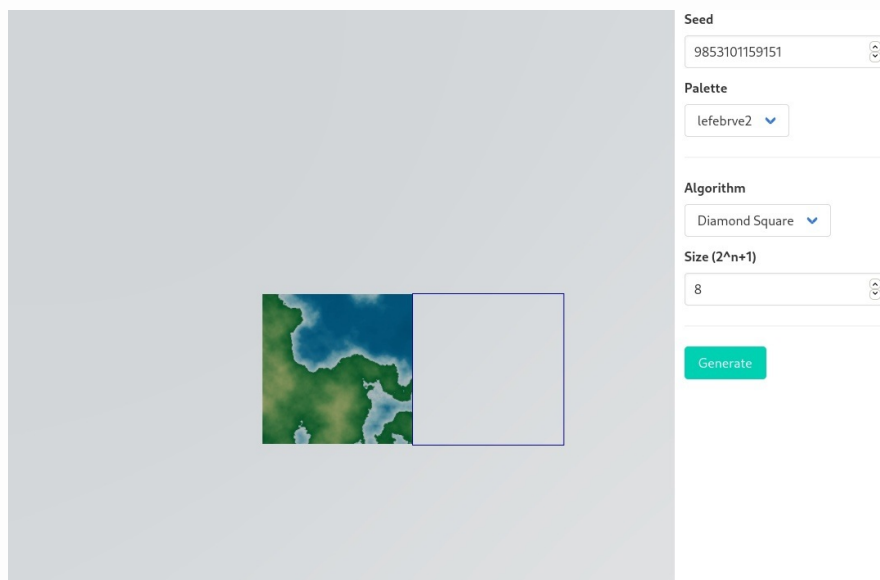 Seed
9853101159151
Palette
lefebrve2
Algorithm
Diamond Square
Size (2^n+1)
8
Generate